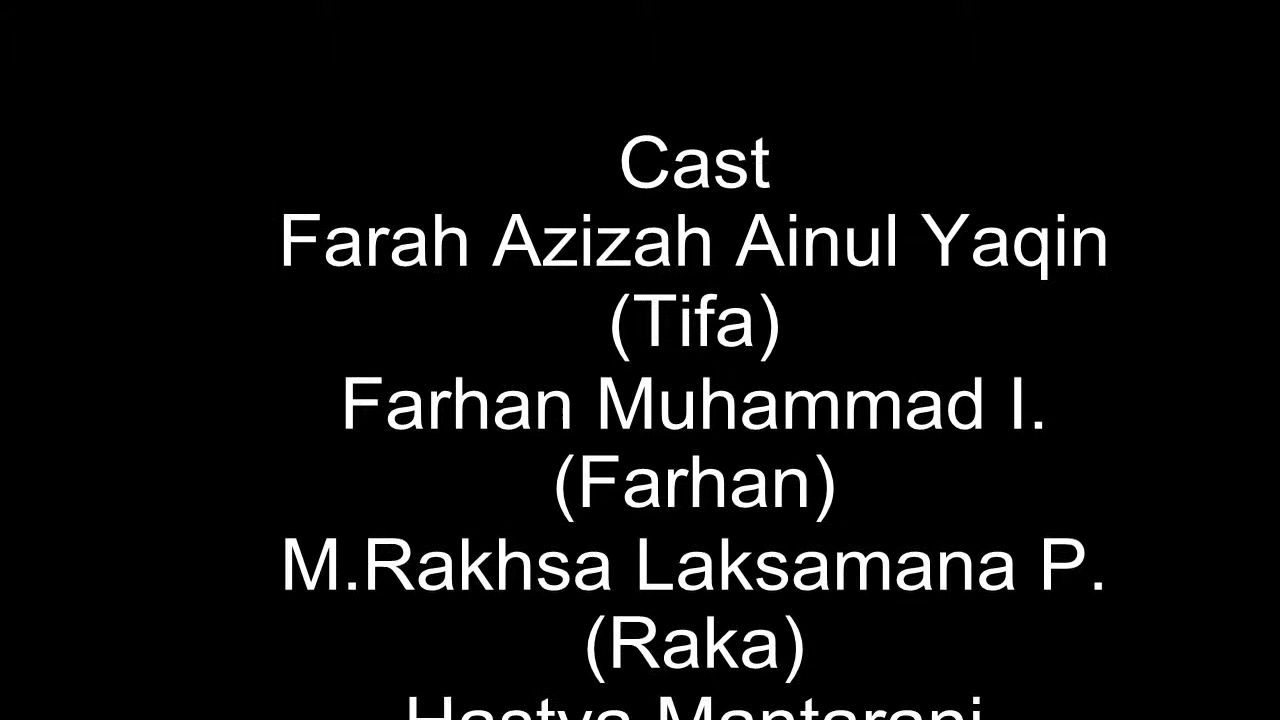 Cast
Farah Azizah Ainul Yaqin
(Tifa)
Farhan Muhammad I.
(Farhan)
M.Rakhsa Laksamana P.
(Raka)